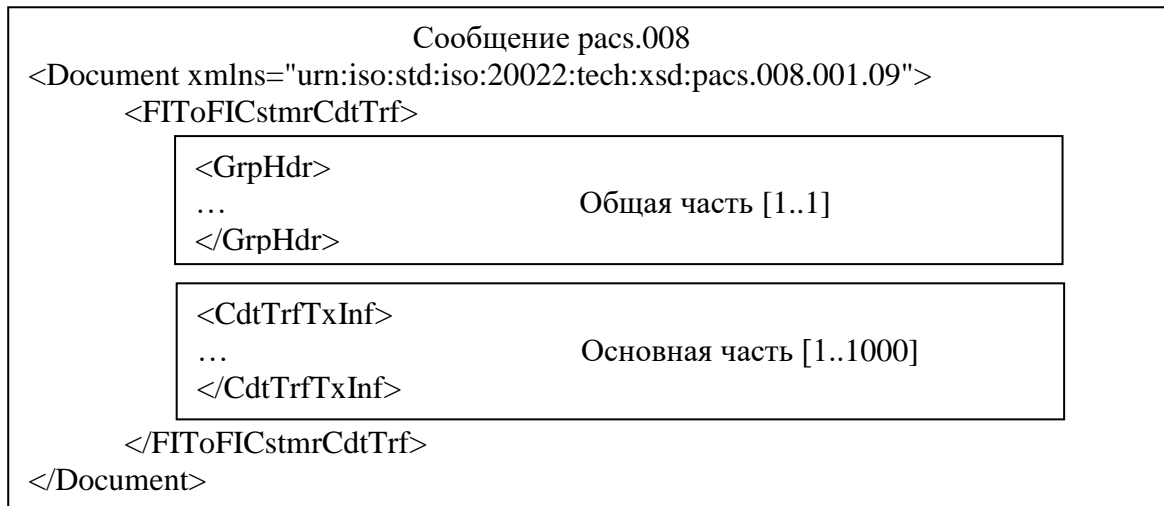 Сообщение pacs.008
<Document xmlns="urn:iso:std:iso:20022:tech:xsd:pacs.008.001.09">
<FIToFICstmrCdtTrf>
<GrpHdr>
… Общая часть [1..1]
</GrpHdr>
<CdtTrfTxInf>
… Основная часть [1..1000]
</CdtTrfTxInf>
</FIToFICstmrCdtTrf>
</Document>